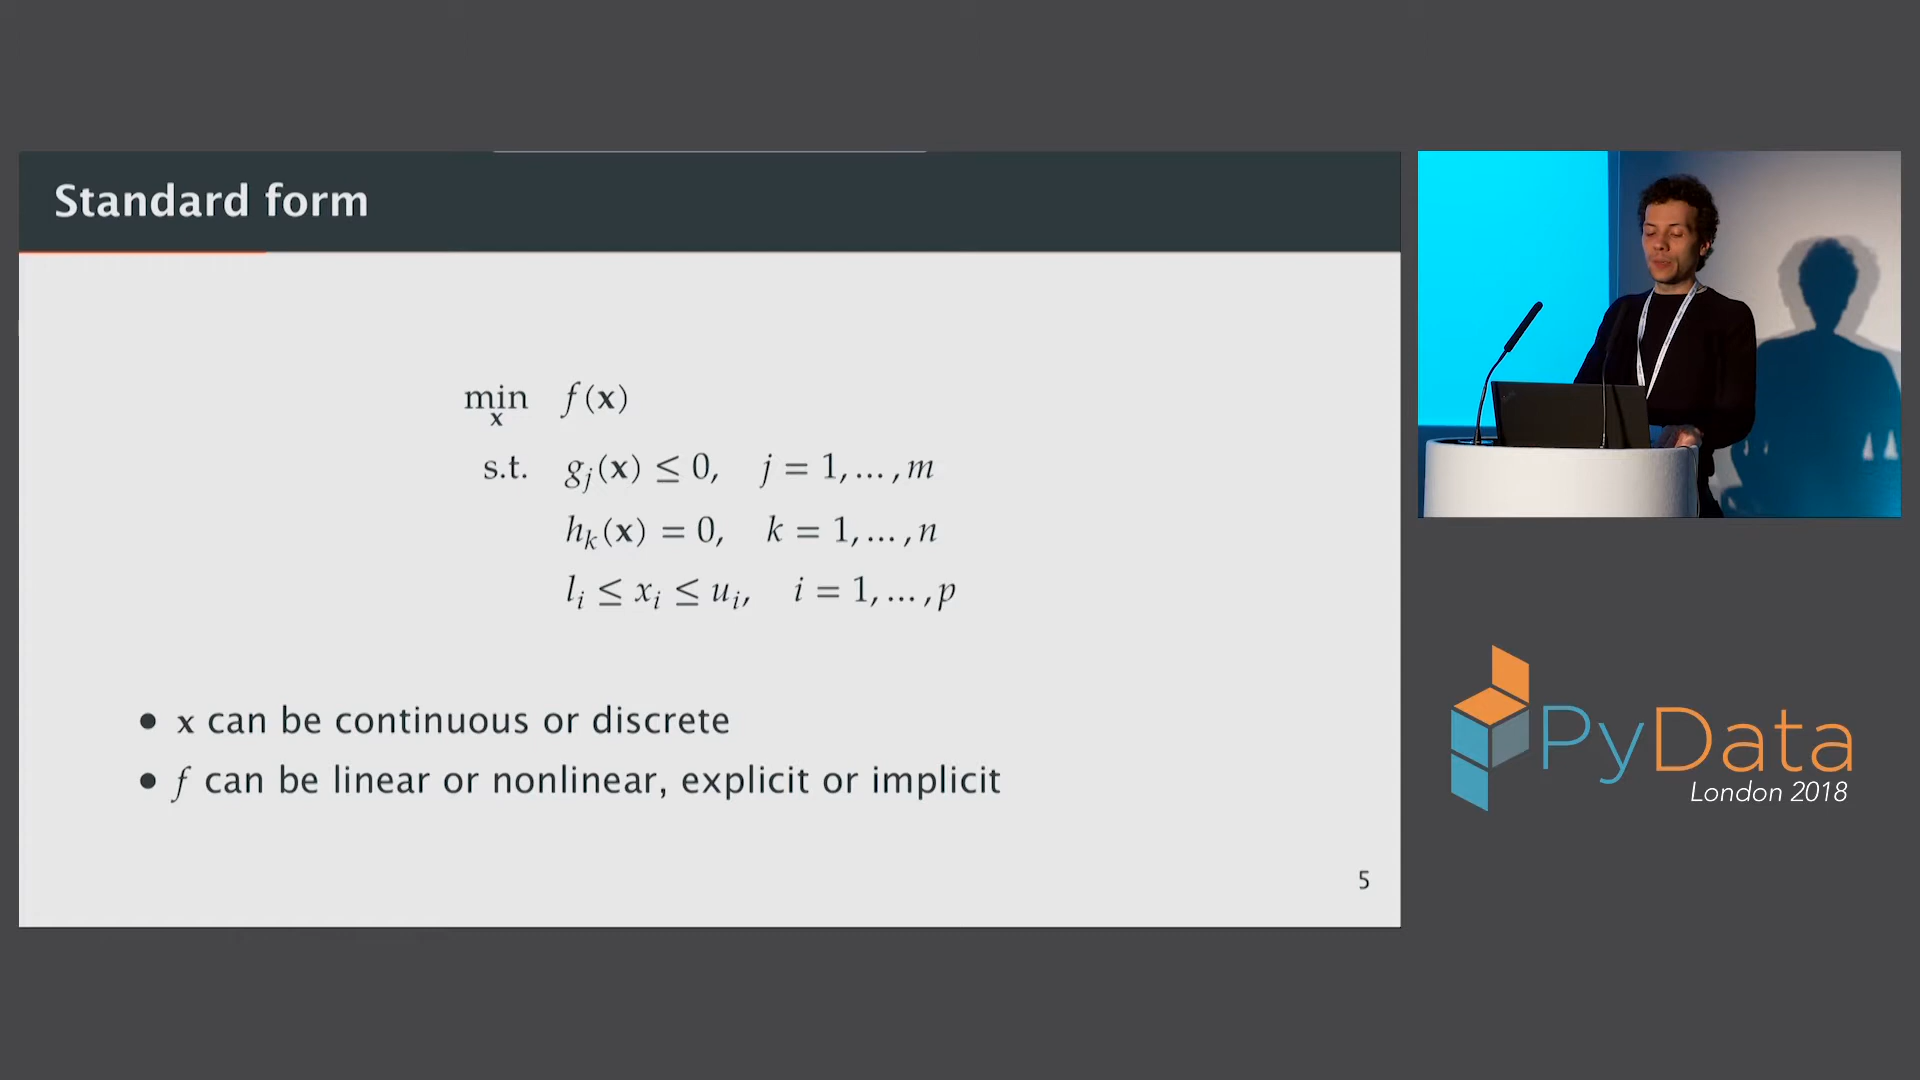 Standard form
min f(x)
x
s.t. g_j(x) ≤ 0, j = 1, ..., m
h_k(x) = 0, k = 1, ..., n
l_i ≤ x_i ≤ u_i, i = 1, ..., p
• x can be continuous or discrete
• f can be linear or nonlinear, explicit or implicit
5
PyData
London 2018